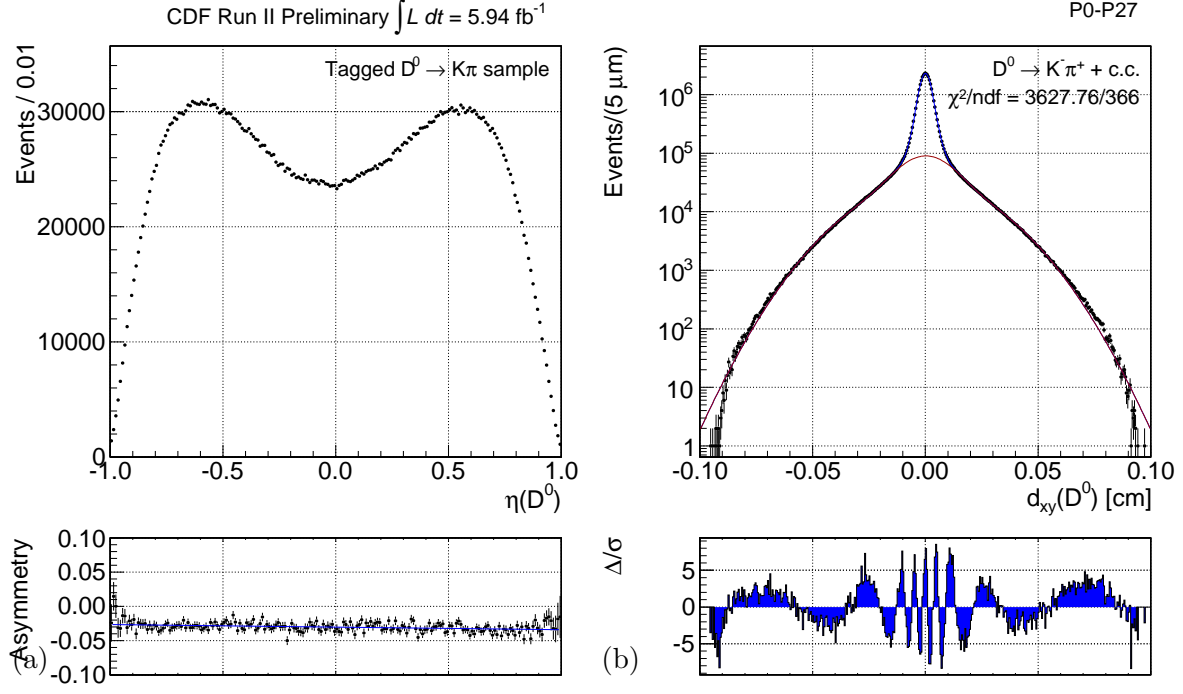 CDF Run II Preliminary ∫L dt = 5.94 fb⁻¹
Tagged D⁰ → Kπ sample
Events / 0.01
30000
20000
10000
0
-1.0 -0.5 0.0 0.5 1.0
η(D⁰)
Asymmetry
0.10
0.05
0.00
-0.05
-0.10
(a)
P0-P27
D⁰ → K⁻π⁺ + c.c.
χ²/ndf = 3627.76/366
Events/(5 μm)
10⁶
10⁵
10⁴
10³
10²
10
1
-0.10 -0.05 0.00 0.05 0.10
d_xy(D⁰) [cm]
Δ/σ
5
0
-5
(b)